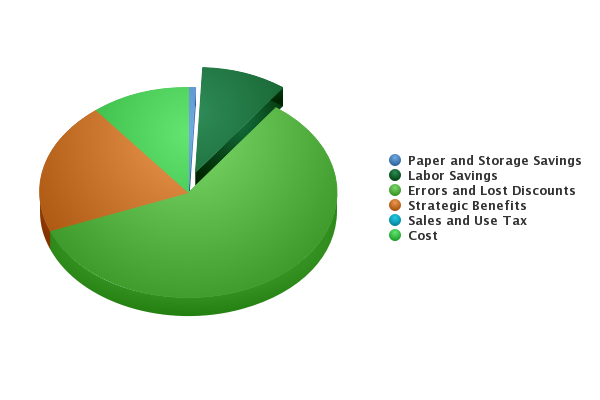 Paper and Storage Savings
Labor Savings
Errors and Lost Discounts
Strategic Benefits
Sales and Use Tax
Cost